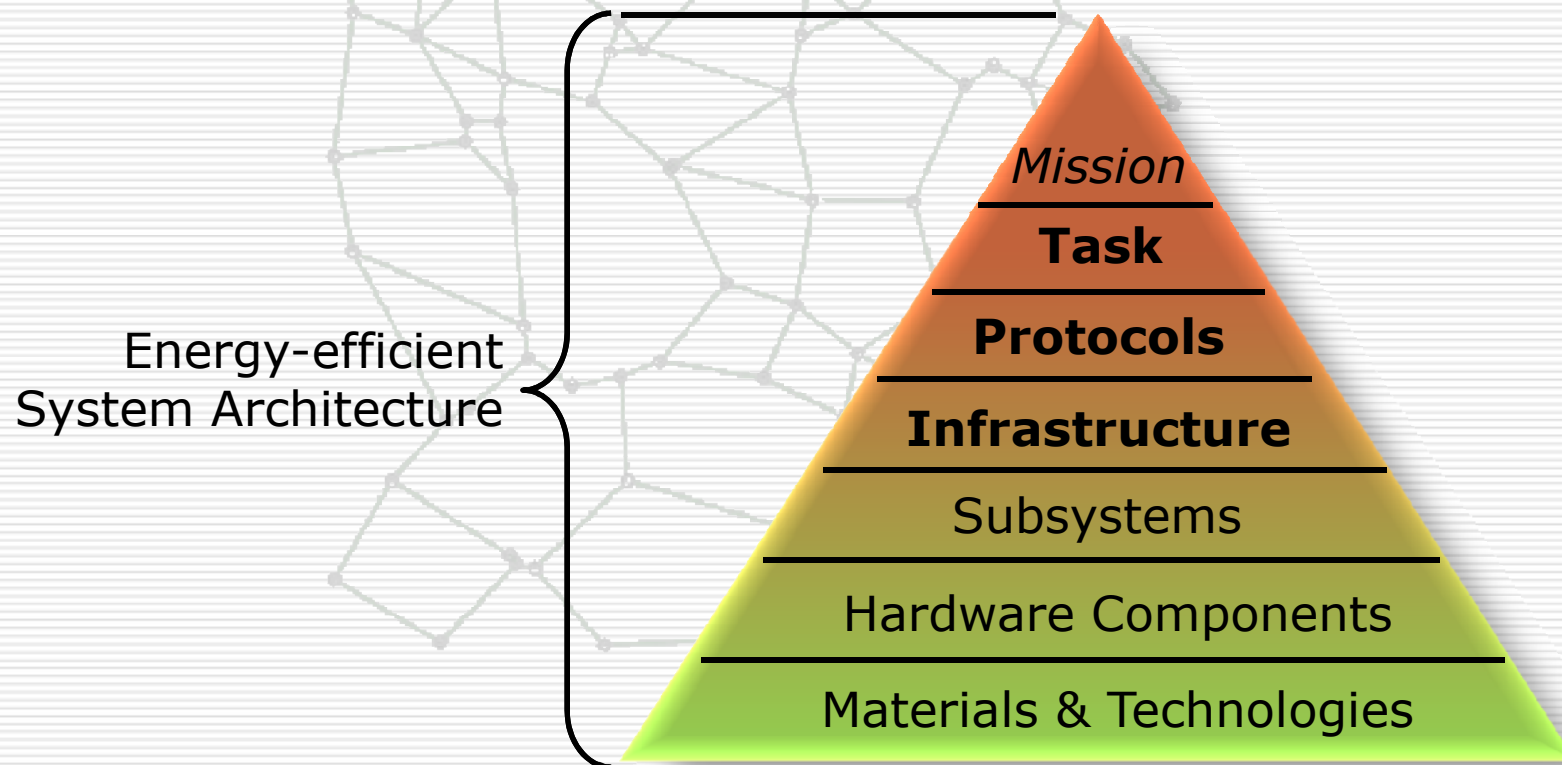 Mission
Task
Protocols
Infrastructure
Subsystems
Hardware Components
Materials & Technologies
Energy-efficient
System Architecture